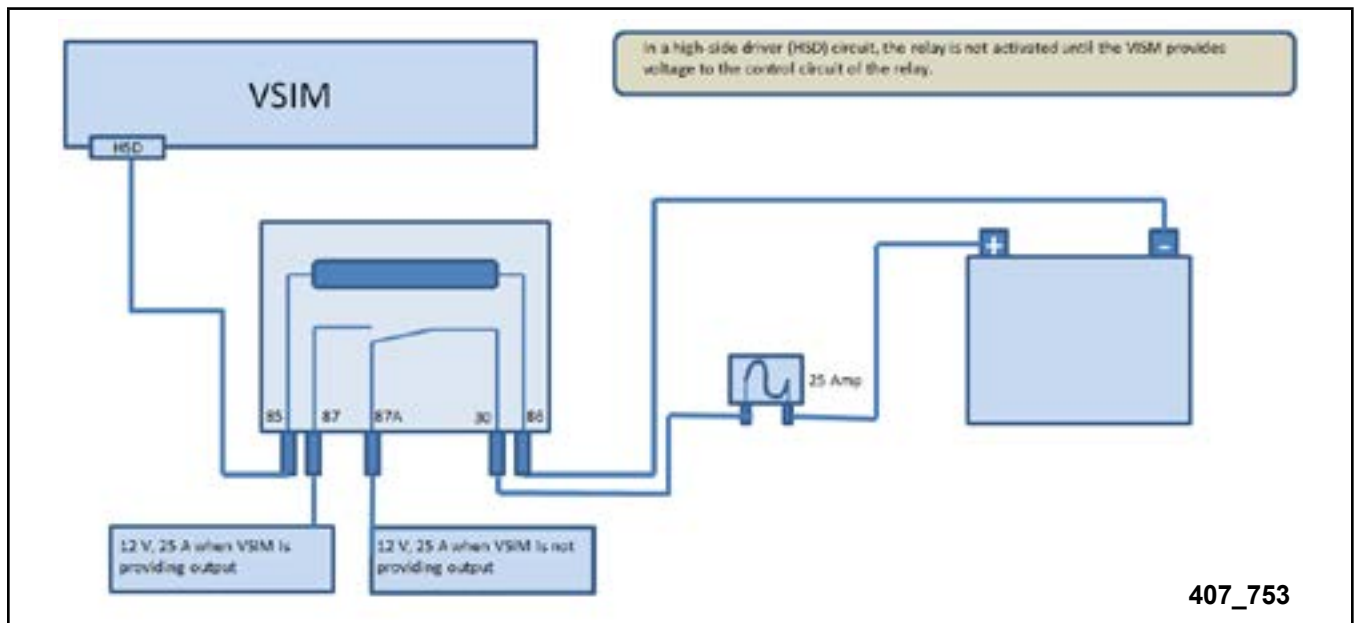 VSIM
HSD
In a high-side driver (HSD) circuit, the relay is not activated until the VISM provides
voltage to the control circuit of the relay.
+
-
25 Amp
85
87
87A
30
86
12 V, 25 A when VSIM is
providing output
12 V, 25 A when VSIM is not
providing output
407_753